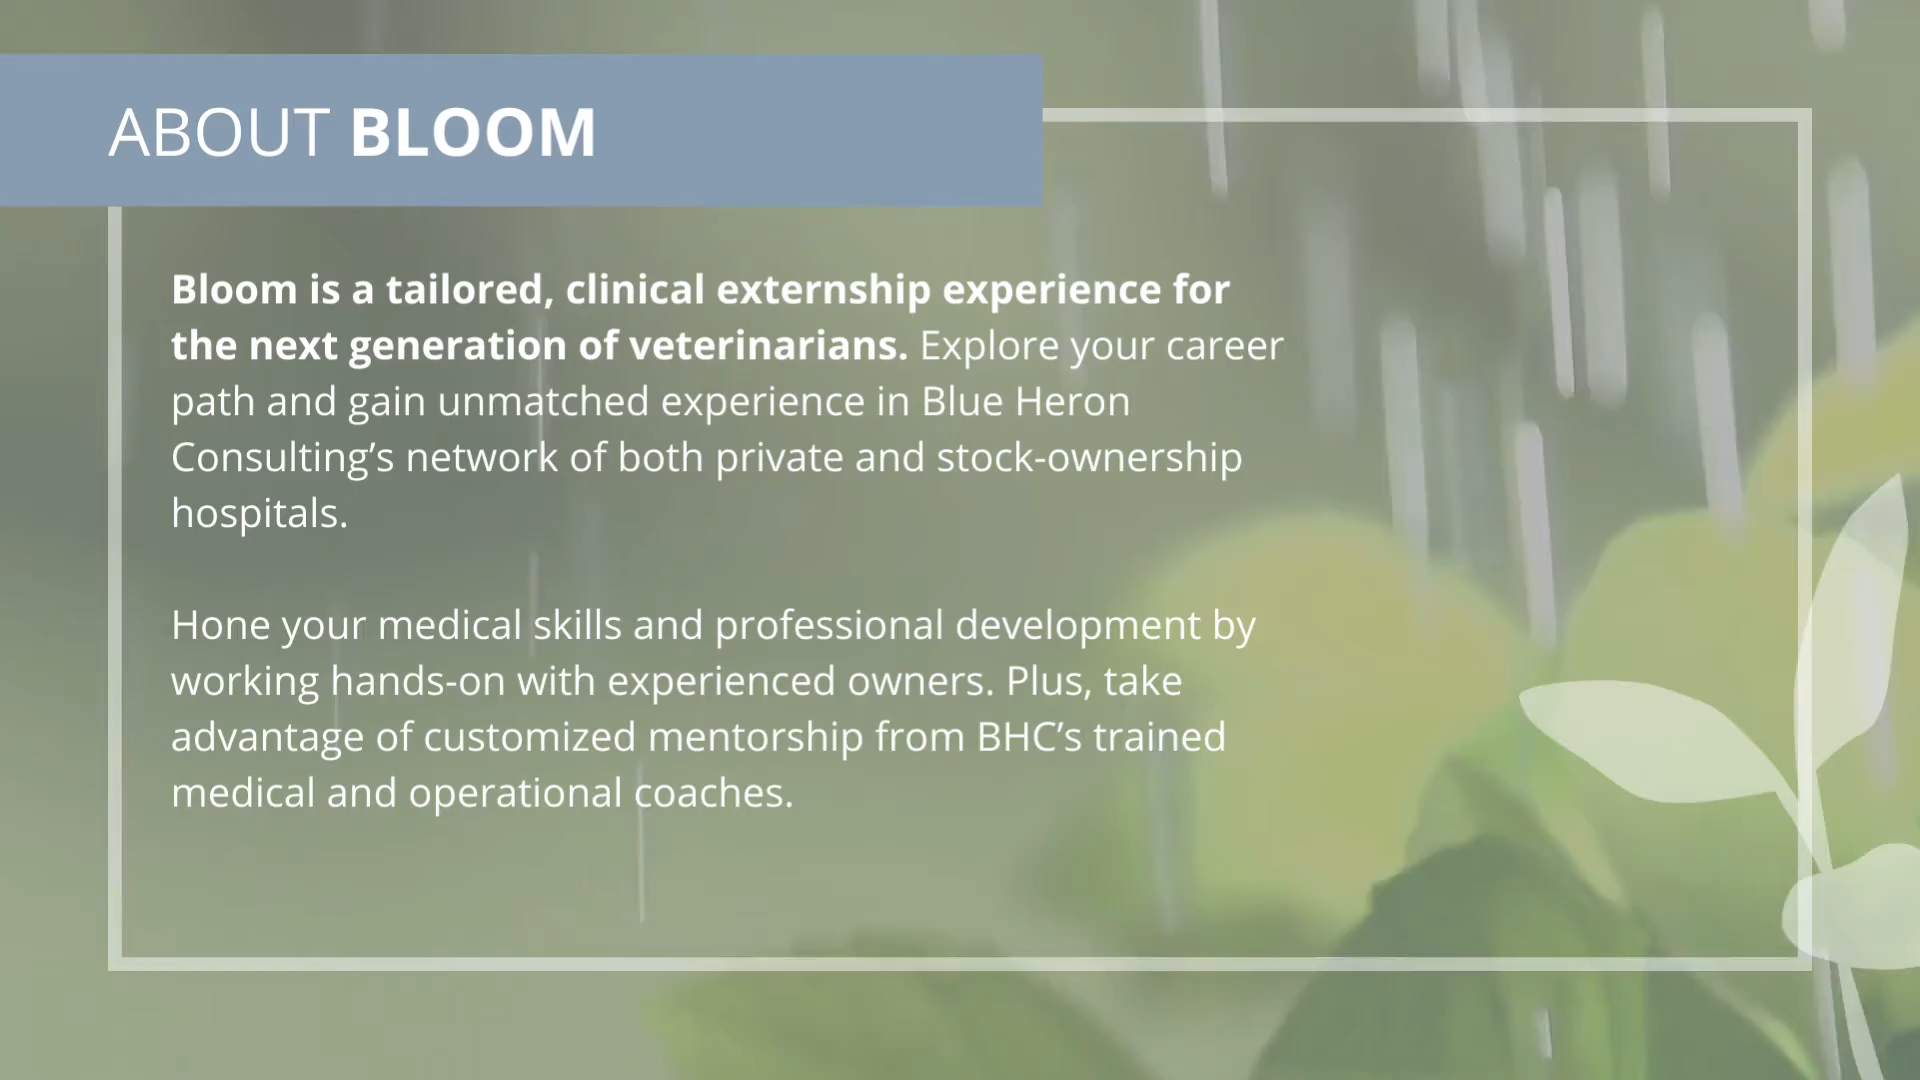 ABOUT BLOOM
Bloom is a tailored, clinical externship experience for
the next generation of veterinarians. Explore your career
path and gain unmatched experience in Blue Heron
Consulting’s network of both private and stock-ownership
hospitals.
Hone your medical skills and professional development by
working hands-on with experienced owners. Plus, take
advantage of customized mentorship from BHC’s trained
medical and operational coaches.